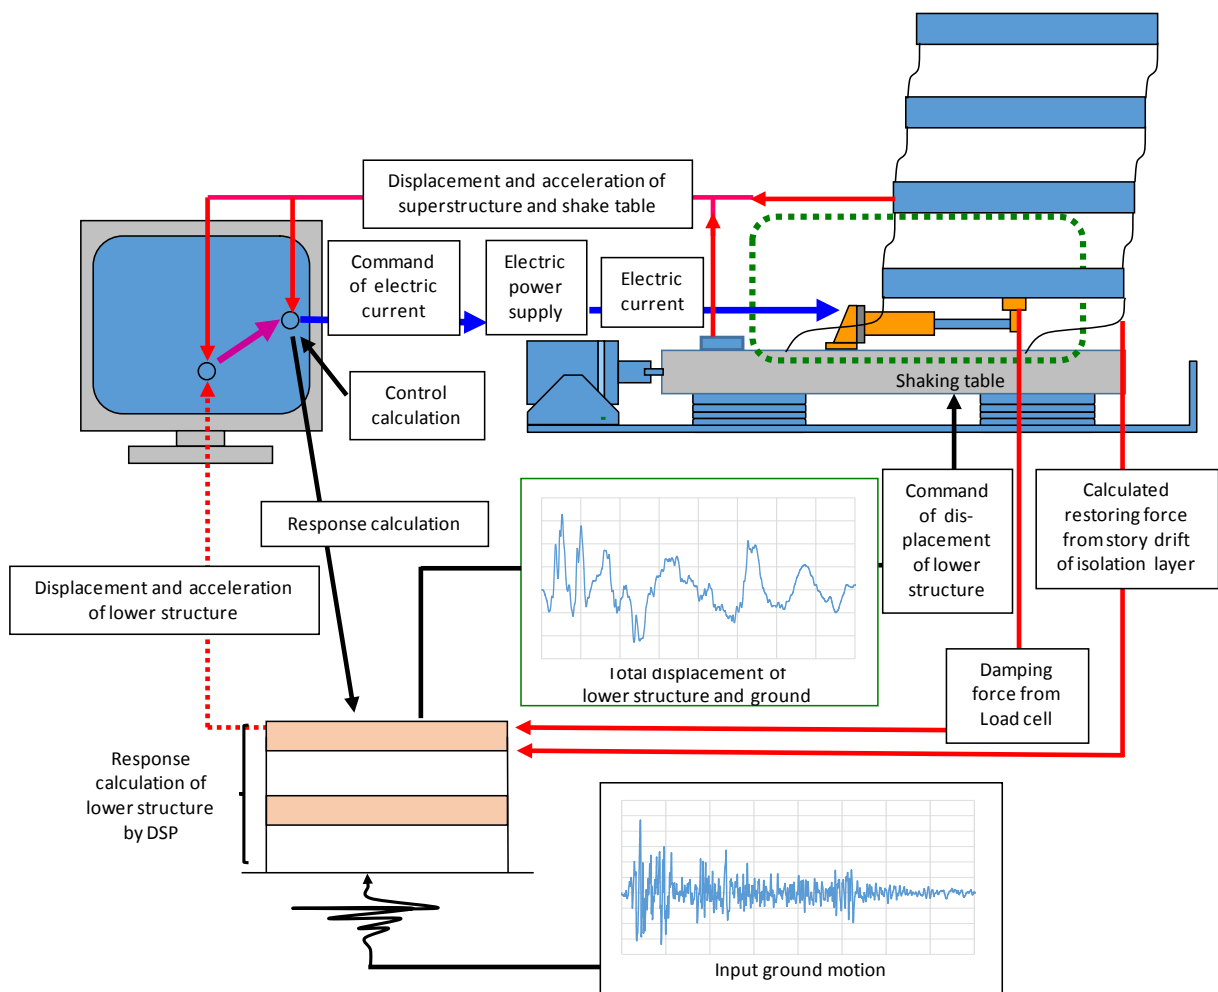 Displacement and acceleration of
superstructure and shake table
Command
of electric
current
Electric
power
supply
Electric
current
Control
calculation
Shaking table
Response calculation
Displacement and acceleration
of lower structure
Total displacement of
lower structure and ground
Command
of dis-
placement
of lower
structure
Calculated
restoring force
from story drift
of isolation layer
Damping
force from
Load cell
Response
calculation of
lower structure
by DSP
Input ground motion